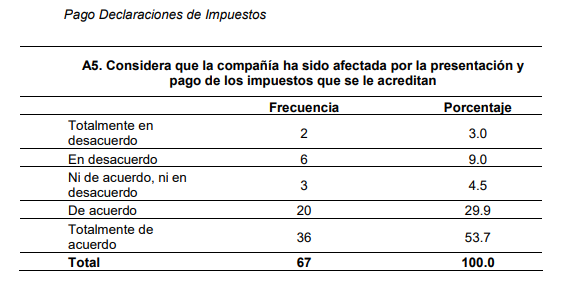 Pago Declaraciones de Impuestos
A5. Considera que la compañía ha sido afectada por la presentación y
pago de los impuestos que se le acreditan
Frecuencia Porcentaje
Totalmente en
desacuerdo 2 3.0
En desacuerdo 6 9.0
Ni de acuerdo, ni en
desacuerdo 3 4.5
De acuerdo 20 29.9
Totalmente de
acuerdo 36 53.7
Total 67 100.0